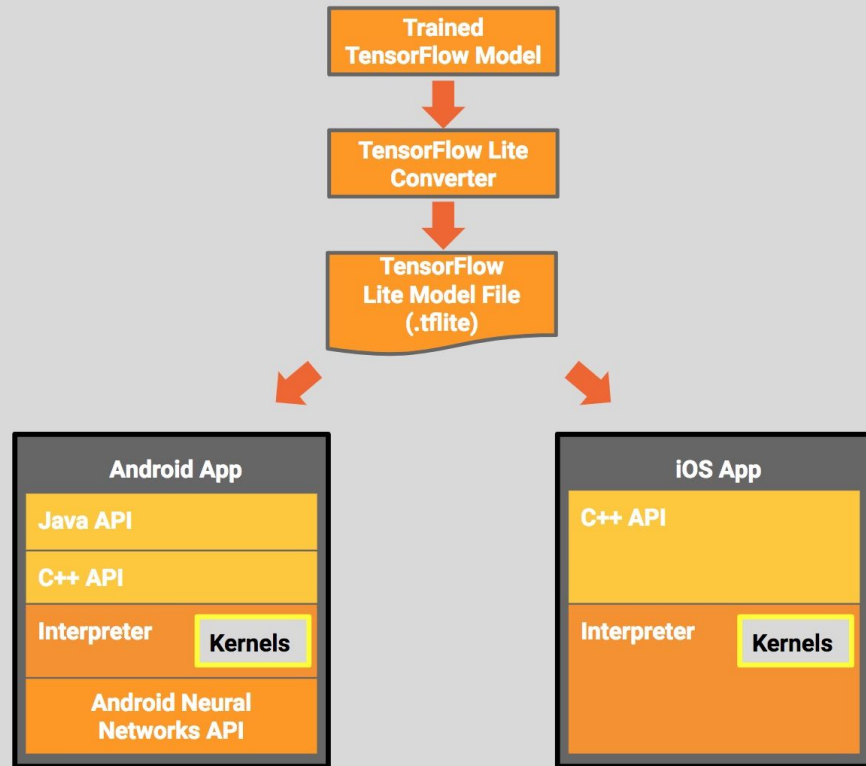 Trained
TensorFlow Model
TensorFlow Lite
Converter
TensorFlow
Lite Model File
(.tflite)
Android App
Java API
C++ API
Interpreter
Kernels
Android Neural
Networks API
iOS App
C++ API
Interpreter
Kernels